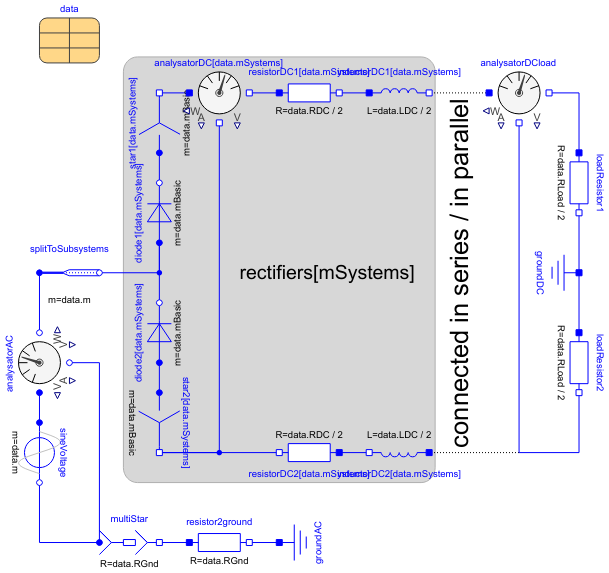 data
analysatorDC[data.mSystems]
analysatorDCload
resistorDC1[data.mSystems]
inductorDC1[data.mSystems]
W
A
V
W
A
V
R=data.RDC / 2
L=data.LDC / 2
star1[data.mSystems]
m=data.mBasic
connected in series / in parallel
R=data.RLoad / 2
loadResistor1
diode1[data.mSystems]
m=data.mBasic
splitToSubsystems
m=data.m
rectifiers[mSystems]
groundDC
diode2[data.mSystems]
m=data.mBasic
W
V
V
A
analysatorAC
R=data.RLoad / 2
loadResistor2
m=data.mBasic
star2[data.mSystems]
R=data.RDC / 2
L=data.LDC / 2
m=data.m
sineVoltage
resistorDC2[data.mSystems]
inductorDC2[data.mSystems]
multiStar
resistor2ground
R=data.RGnd
R=data.RGnd
groundAC